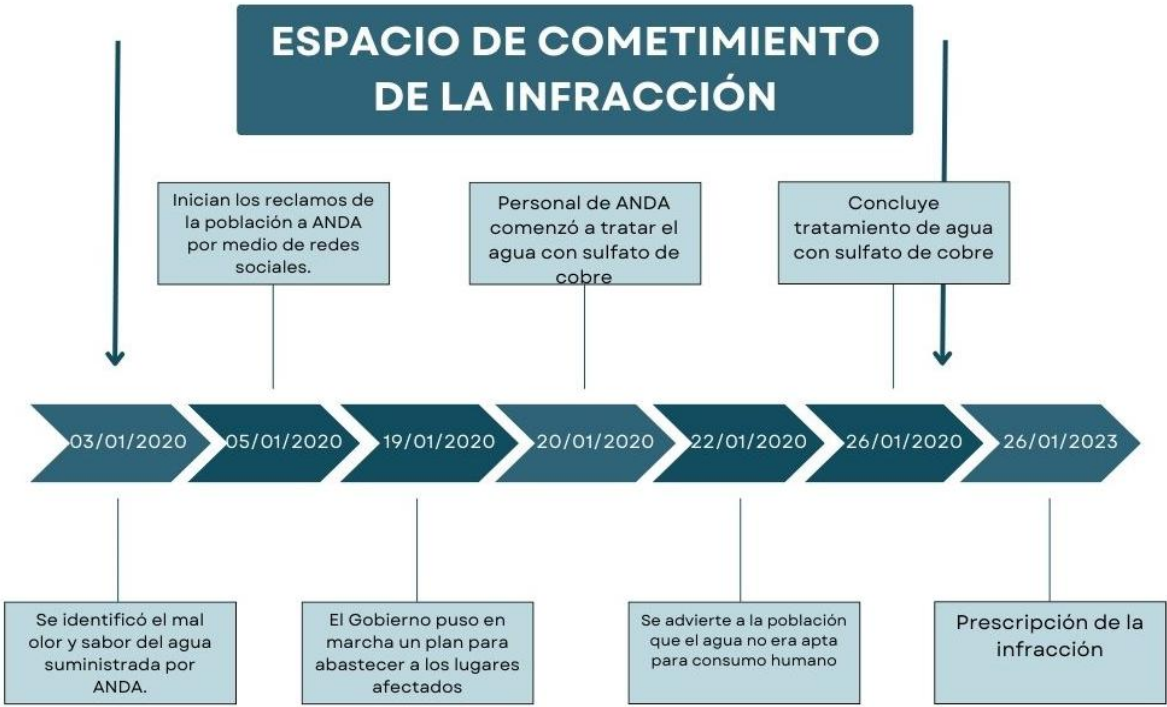 ESPACIO DE COMETIMIENTO
DE LA INFRACCIÓN
Inician los reclamos de
la población a ANDA
por medio de redes
sociales.
Personal de ANDA
comenzó a tratar el
agua con sulfato de
cobre
Concluye
tratamiento de agua
con sulfato de cobre
03/01/2020
05/01/2020
19/01/2020
20/01/2020
22/01/2020
26/01/2020
26/01/2023
Se identificó el mal
olor y sabor del agua
suministrada por
ANDA.
El Gobierno puso en
marcha un plan para
abastecer a los lugares
afectados
Se advierte a la población
que el agua no era apta
para consumo humano
Prescripción de la
infracción